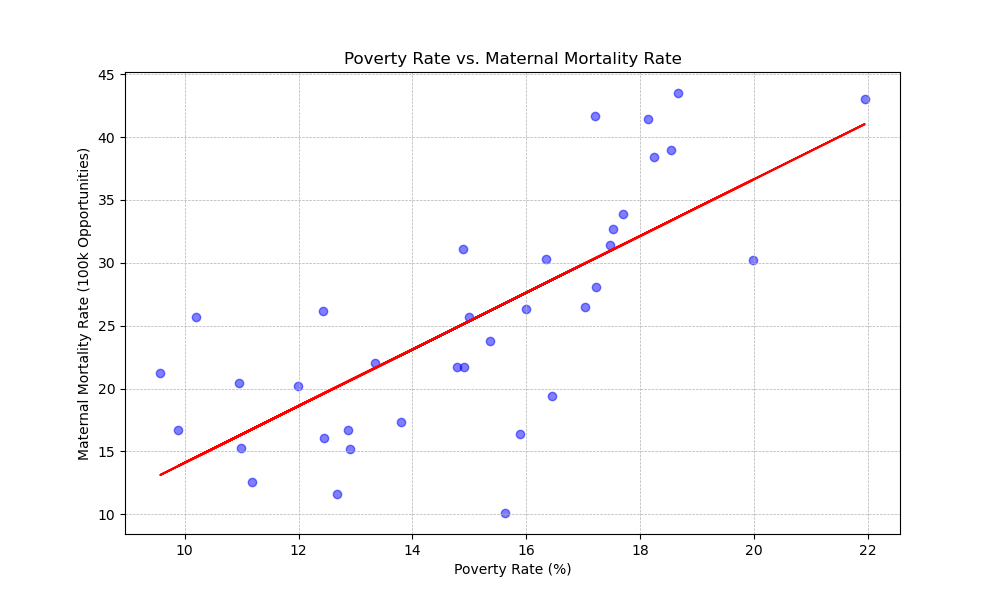 Poverty Rate vs. Maternal Mortality Rate
Maternal Mortality Rate (100k Opportunities)
45
40
35
30
25
20
15
10
10 12 14 16 18 20 22
Poverty Rate (%)